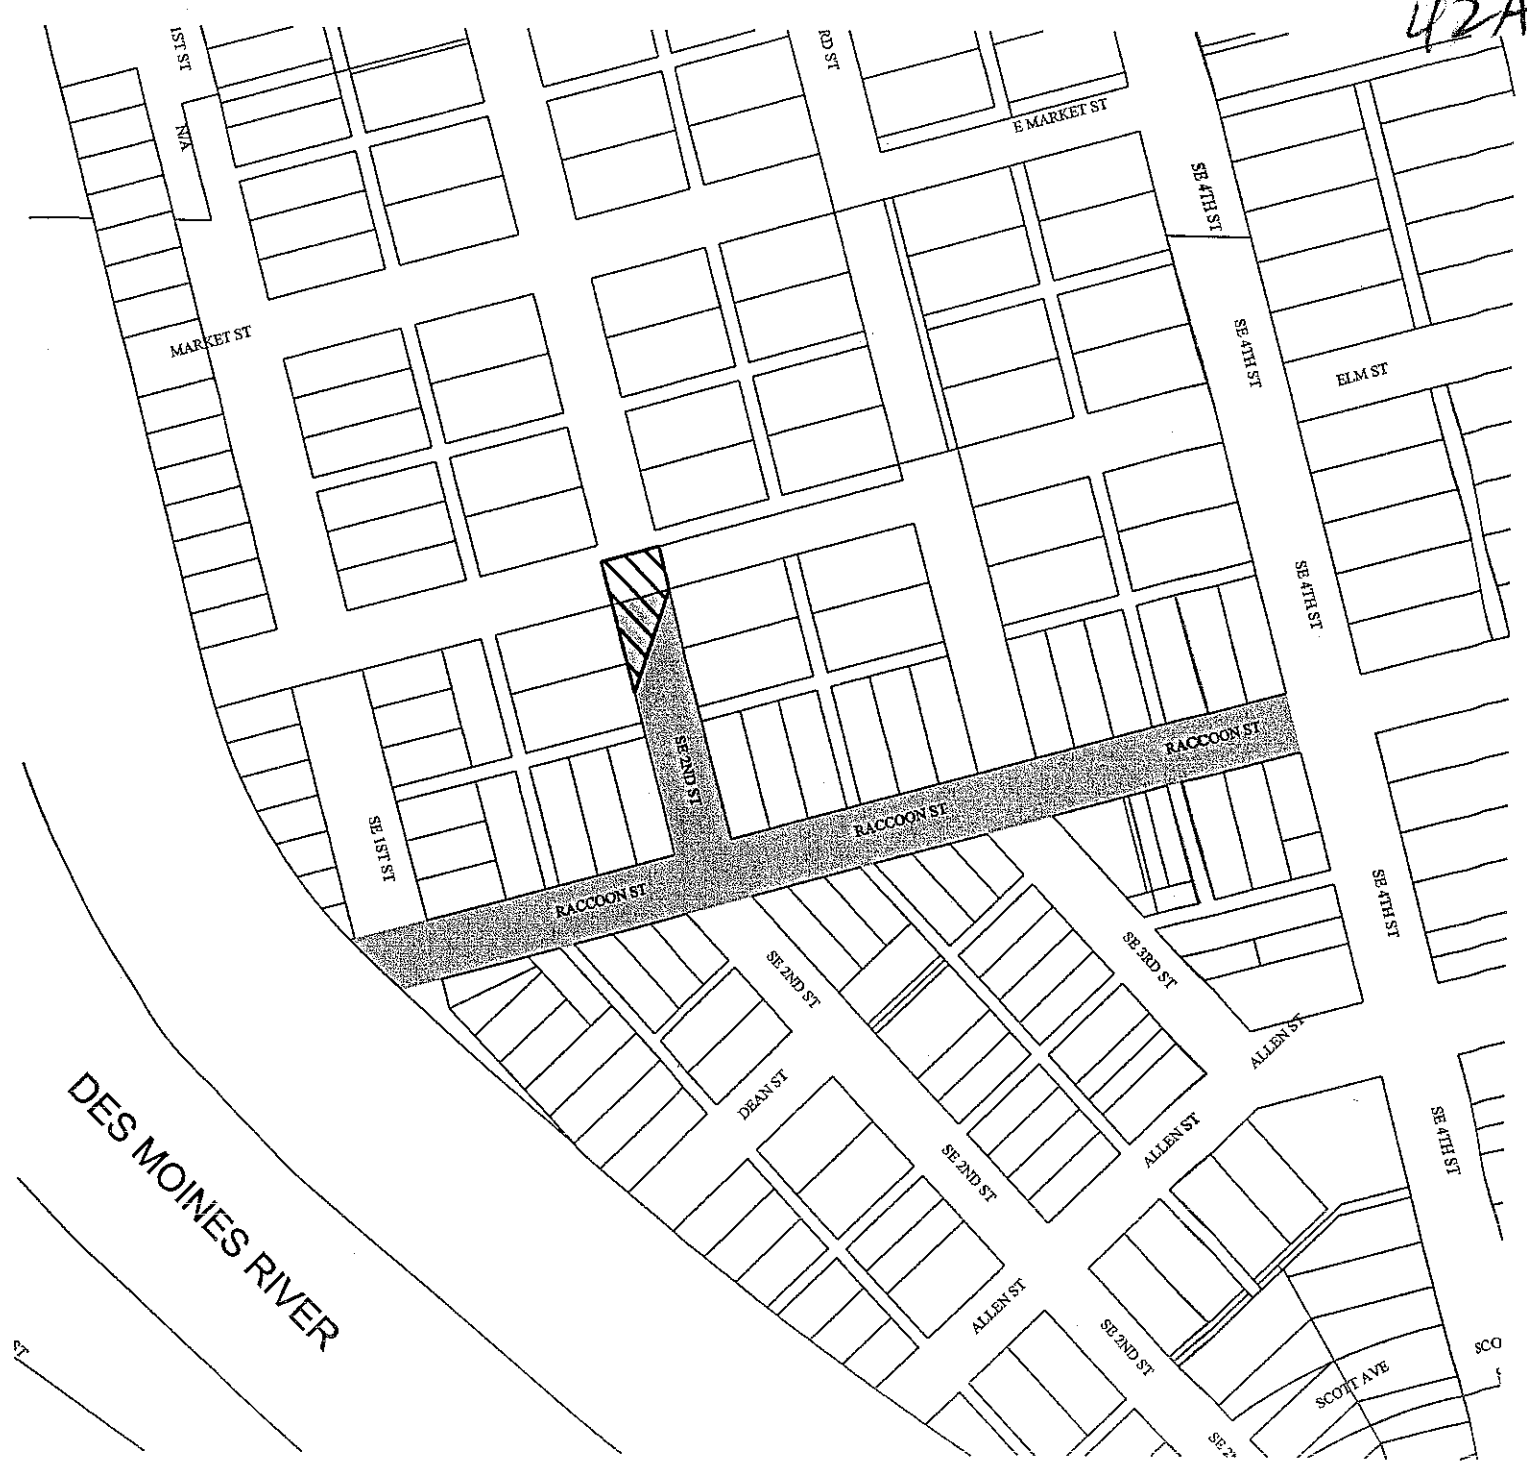 42A
1ST ST
RD ST
N/A
E MARKET ST
SE 4TH ST
MARKET ST
SE 4TH ST
ELM ST
SE 4TH ST
SE 2ND ST
RACCOON ST
RACCOON ST
SE 1ST ST
RACCOON ST
SE 4TH ST
SE 2ND ST
SE 3RD ST
ALLEN ST
DEAN ST
DES MOINES RIVER
ALLEN ST
SE 4TH ST
SE 2ND ST
ALLEN ST
SE 2ND ST
ST
SCO
SCOTT AVE
SE 2